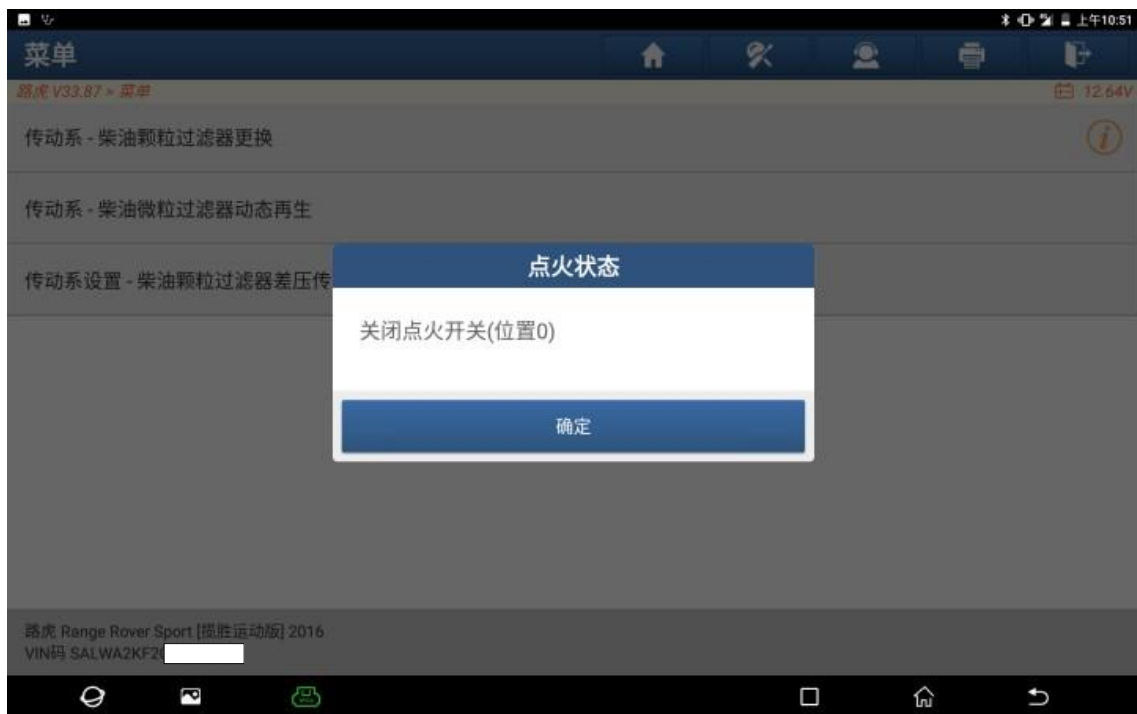 上午10:51
菜单
路虎 V33.87 > 菜单
12.64V
传动系 - 柴油颗粒过滤器更换
传动系 - 柴油微粒过滤器动态再生
传动系设置 - 柴油颗粒过滤器差压传
点火状态
关闭点火开关(位置0)
确定
路虎 Range Rover Sport [揽胜运动版] 2016
VIN码 SALWA2KF2